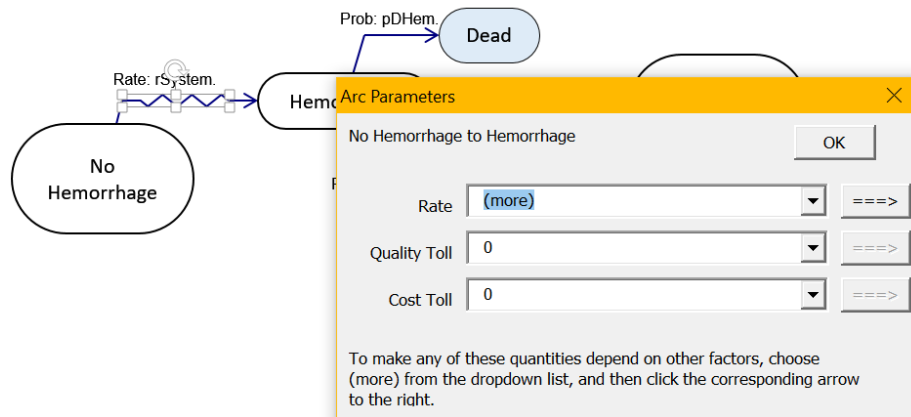 Prob: pDHem.
Dead
Rate: rSystem.
No
Hemorrhage
Arc Parameters
No Hemorrhage to Hemorrhage
OK
Rate
(more)
===>
Quality Toll
0
===>
Cost Toll
0
===>
To make any of these quantities depend on other factors, choose
(more) from the dropdown list, and then click the corresponding arrow
to the right.